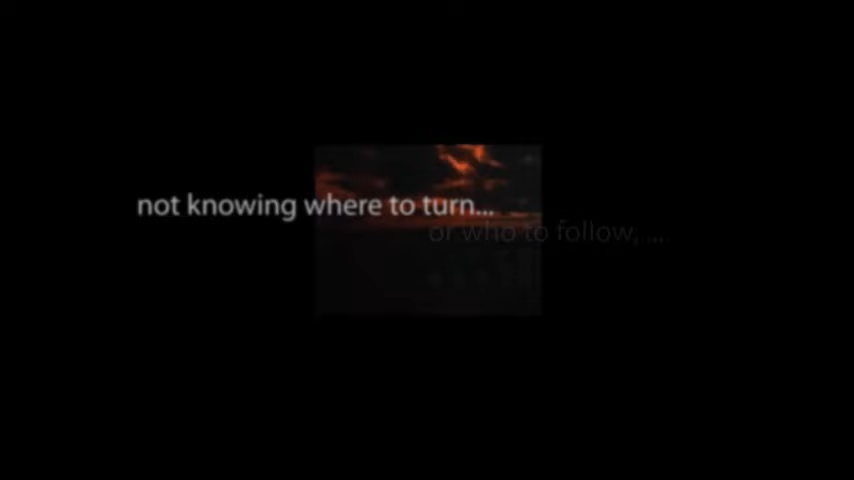 not knowing where to turn...
or who to follow, ....